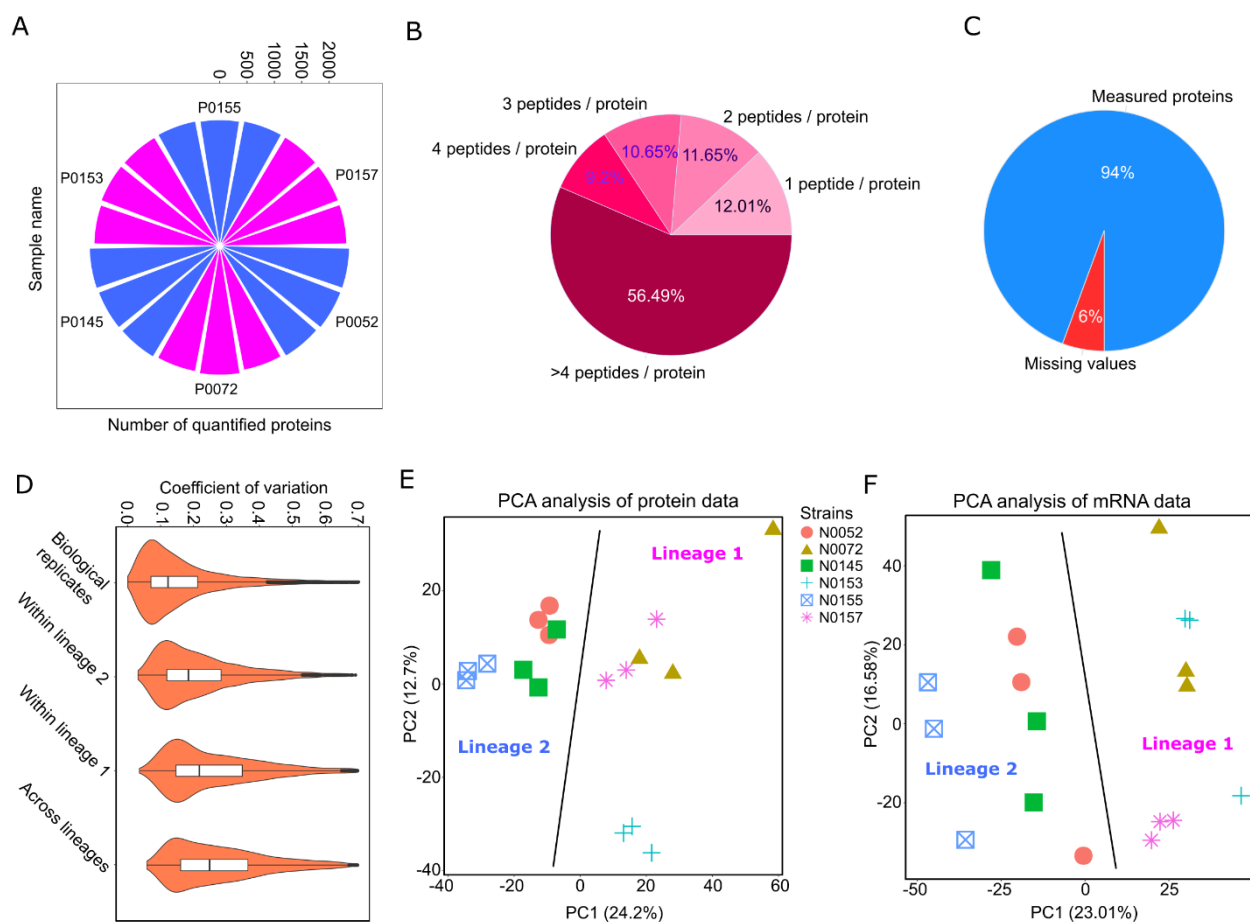 A
2000
1500
1000
500
0
P0155
P0153
P0157
Sample name
P0145
P0052
P0072
Number of quantified proteins
B
3 peptides / protein
2 peptides / protein
4 peptides / protein
10.65%
11.65%
9.2%
1 peptide / protein
12.01%
56.49%
>4 peptides / protein
C
Measured proteins
94%
6%
Missing values
D
Coefficient of variation
0.0
0.1
0.2
0.3
0.4
0.5
0.6
0.7
Biological
replicates
Within lineage 2
Within lineage 1
Across lineages
E
PCA analysis of protein data
Lineage 1
20
0
-20
-40
PC2 (12.7%)
Lineage 2
-40
-20
0
20
40
60
PC1 (24.2%)
Strains
N0052
N0072
N0145
N0153
N0155
N0157
F
PCA analysis of mRNA data
40
20
0
-20
PC2 (16.58%)
Lineage 1
Lineage 2
-50
-25
0
25
PC1 (23.01%)